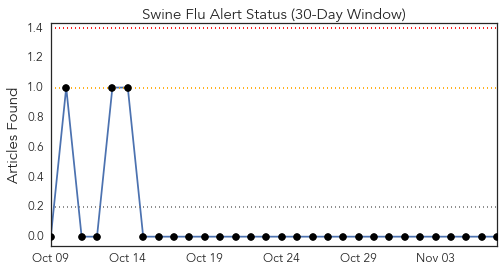 Swine Flu Alert Status (30-Day Window)
Articles Found
1.4
1.2
1.0
0.8
0.6
0.4
0.2
0.0
Oct 09
Oct 14
Oct 19
Oct 24
Oct 29
Nov 03